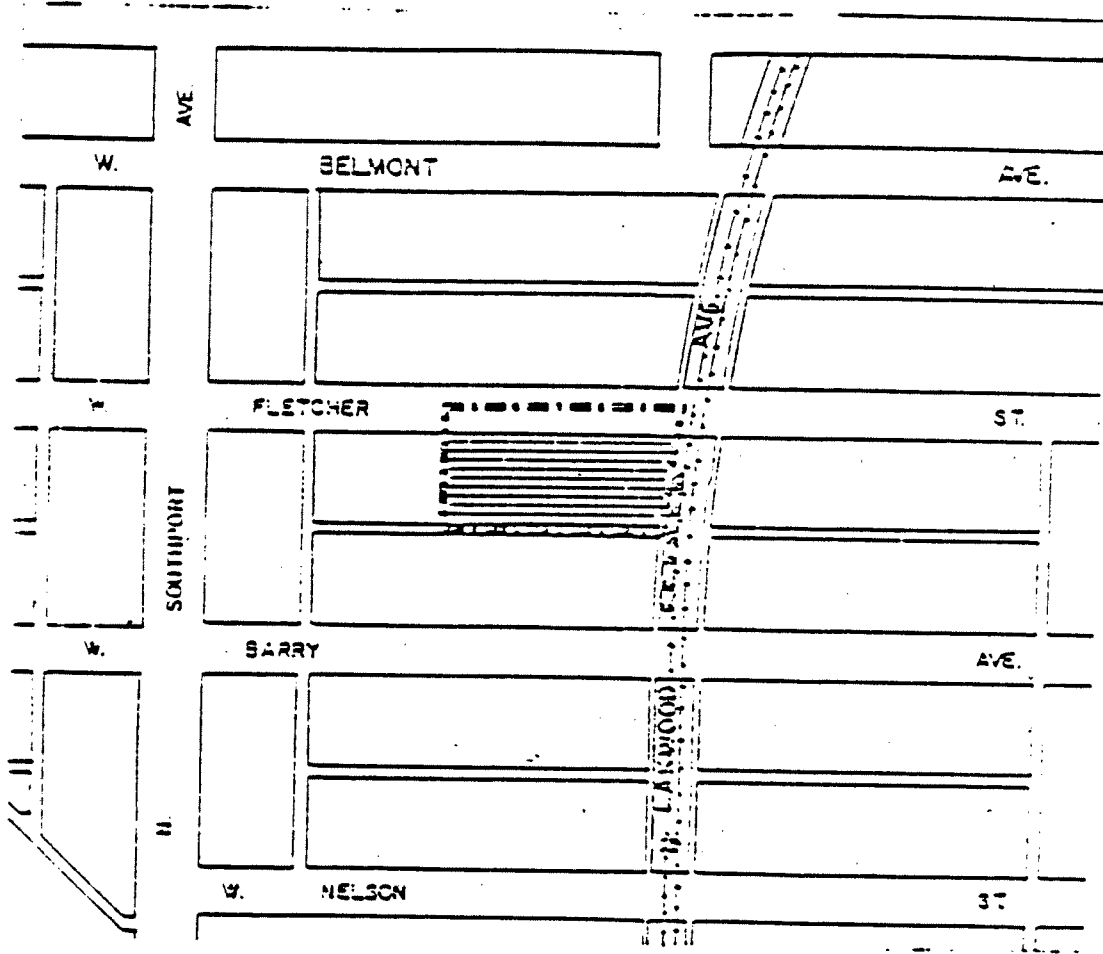 AVE.
W. BELMONT AVE.
AVE.
W. FLETCHER ST.
SOUTHPORT
W. BARRY AVE.
N. LAKEWOOD
N.
W. NELSON ST.